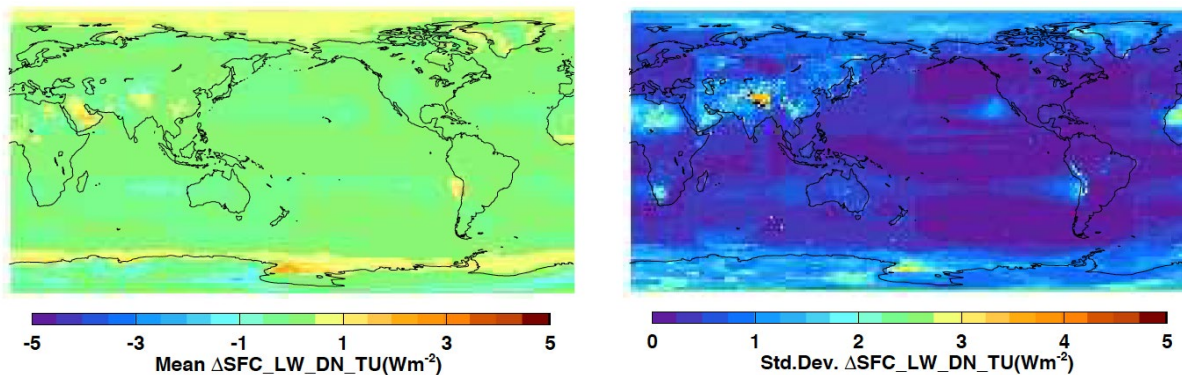 -5 -3 -1 1 3 5
Mean ΔSFC_LW_DN_TU(Wm⁻²)
0 1 2 3 4 5
Std.Dev. ΔSFC_LW_DN_TU(Wm⁻²)